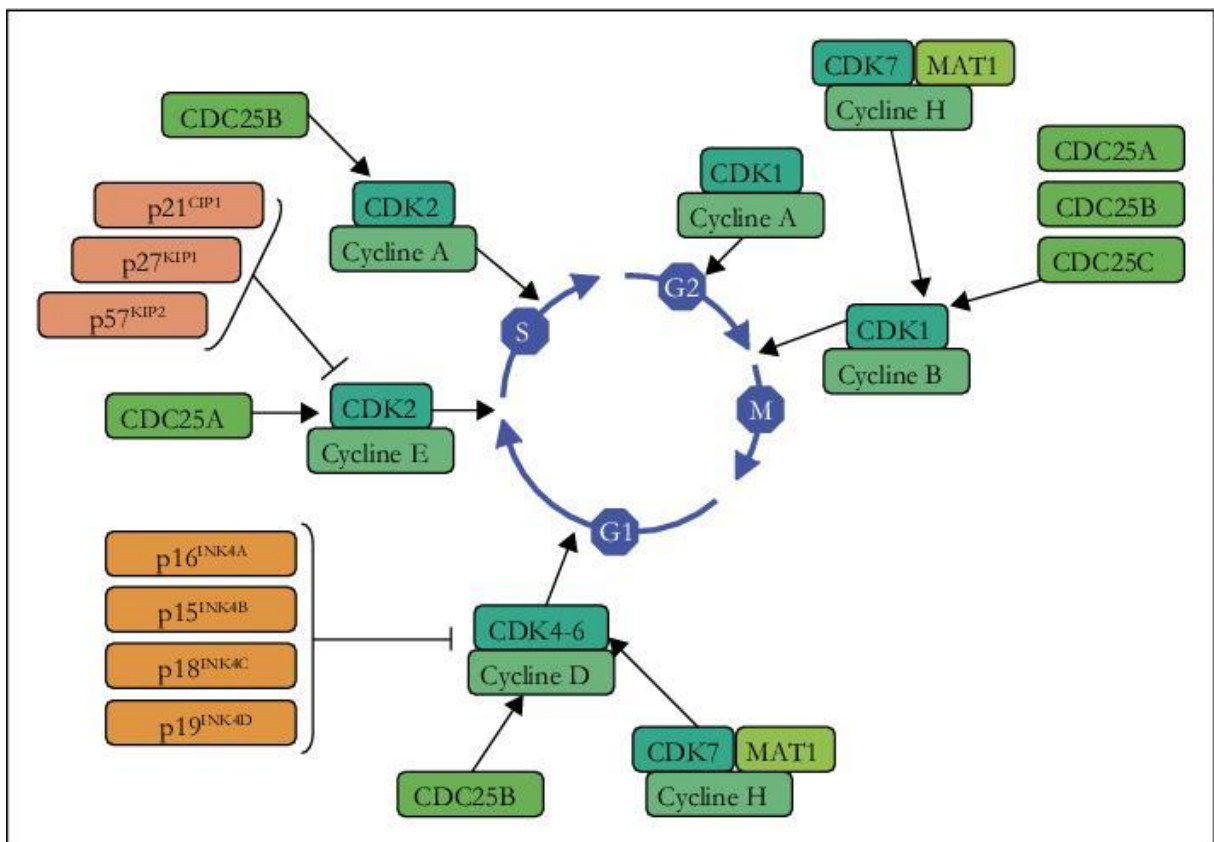 CDK7 MAT1
Cycline H
CDC25B
CDC25A
CDK1
Cycline A
CDC25B
CDC25C
CDK2
Cycline A
p21CIP1
p27KIP1
p57KIP2
G2
S
CDK1
Cycline B
M
CDC25A
CDK2
Cycline E
G1
p16INK4A
p15INK4B
p18INK4C
p19INK4D
CDK4-6
Cycline D
CDK7 MAT1
Cycline H
CDC25B